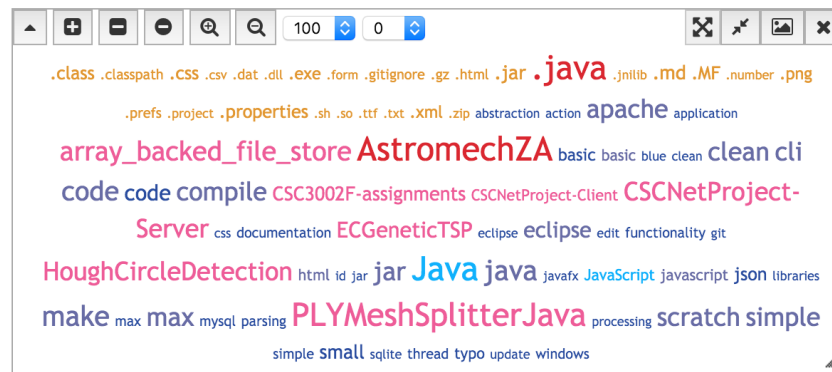 100 0
.class .classpath .css .csv .dat .dll .exe .form .gitignore .gz .html .jar .java .jnilib .md .MF .number .png
.prefs .project .properties .sh .so .ttf .txt .xml .zip abstraction action apache application
array_backed_file_store AstromechZA basic basic blue clean clean cli
code code compile CSC3002F-assignments CSCNetProject-Client CSCNetProject-
Server css documentation ECGeneticTSP eclipse eclipse edit functionality git
HoughCircleDetection html id jar jar Java java javafx JavaScript javascript json libraries
make max max mysql parsing PLYMeshSplitterJava processing scratch simple
simple small sqlite thread typo update windows